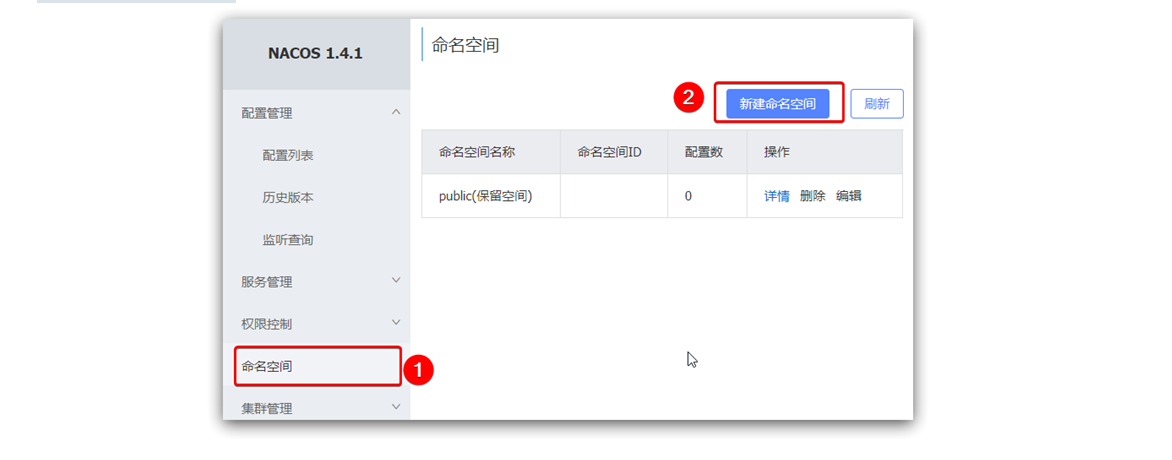 NACOS 1.4.1
配置管理
配置列表
历史版本
监听查询
服务管理
权限控制
命名空间
1
集群管理
命名空间
2
新建命名空间 刷新
命名空间名称 命名空间ID 配置数 操作
public(保留空间) 0 详情 删除 编辑